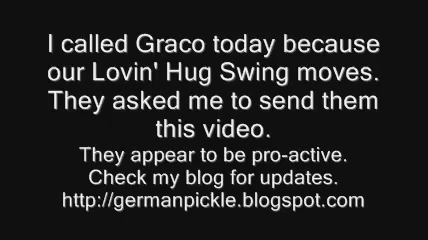 I called Graco today because
our Lovin' Hug Swing moves.
They asked me to send them
this video.
They appear to be pro-active.
Check my blog for updates.
http://germanpickle.blogspot.com